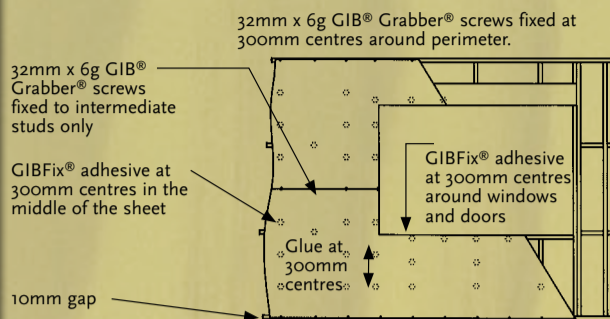 32mm x 6g GIB® Grabber® screws fixed at
300mm centres around perimeter.
32mm x 6g GIB®
Grabber® screws
fixed to intermediate
studs only
GIBFix® adhesive at
300mm centres in the
middle of the sheet
GIBFix® adhesive
at 300mm centres
around windows
and doors
Glue at
300mm
centres
10mm gap